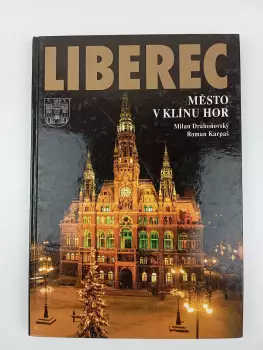 LIBEREC
MĚSTO
V KLÍNU HOR
Milan Drahoňovský
Roman Karpaš